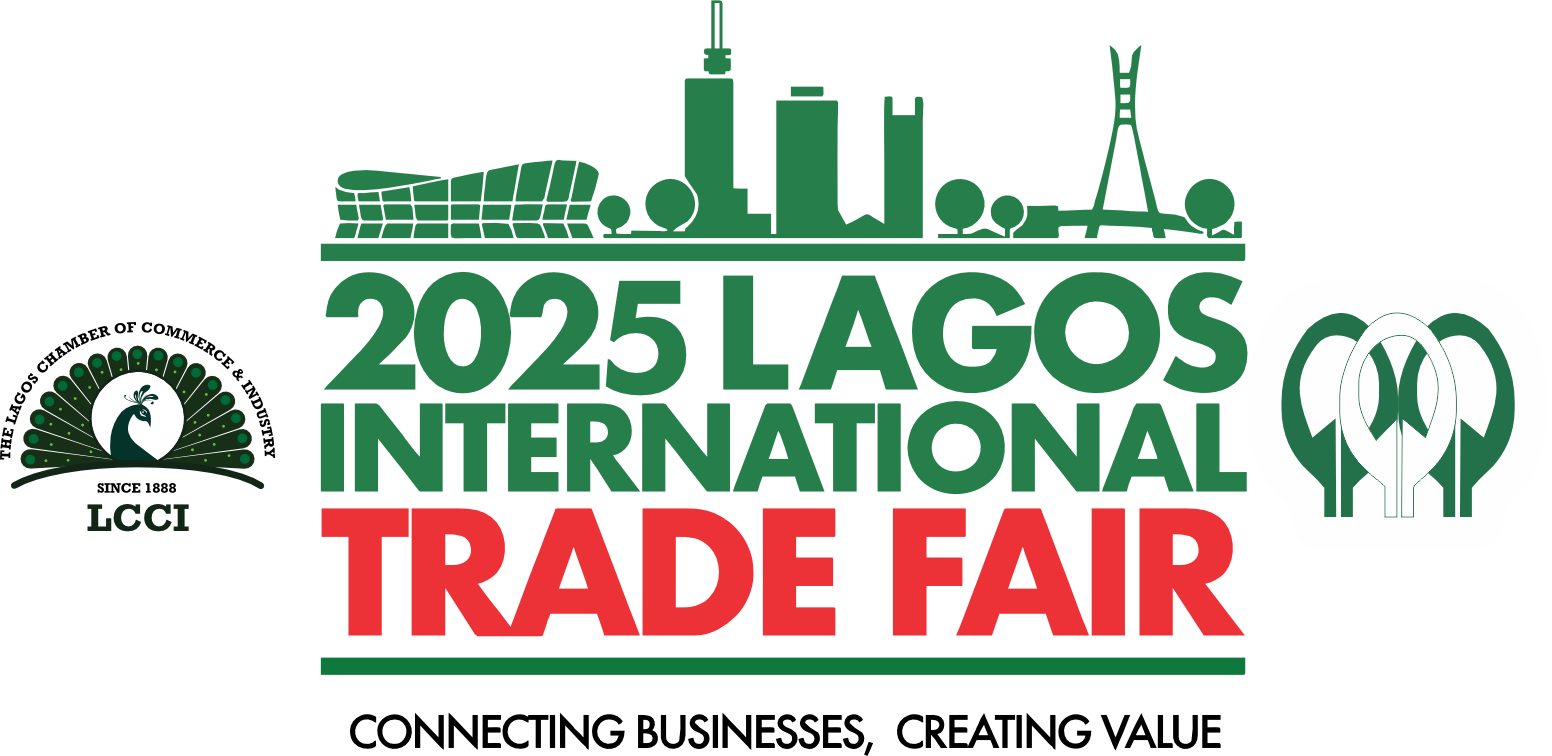 2025 LAGOS
INTERNATIONAL
TRADE FAIR
THE LAGOS CHAMBER OF COMMERCE & INDUSTRY
SINCE 1888
LCCI
CONNECTING BUSINESSES, CREATING VALUE